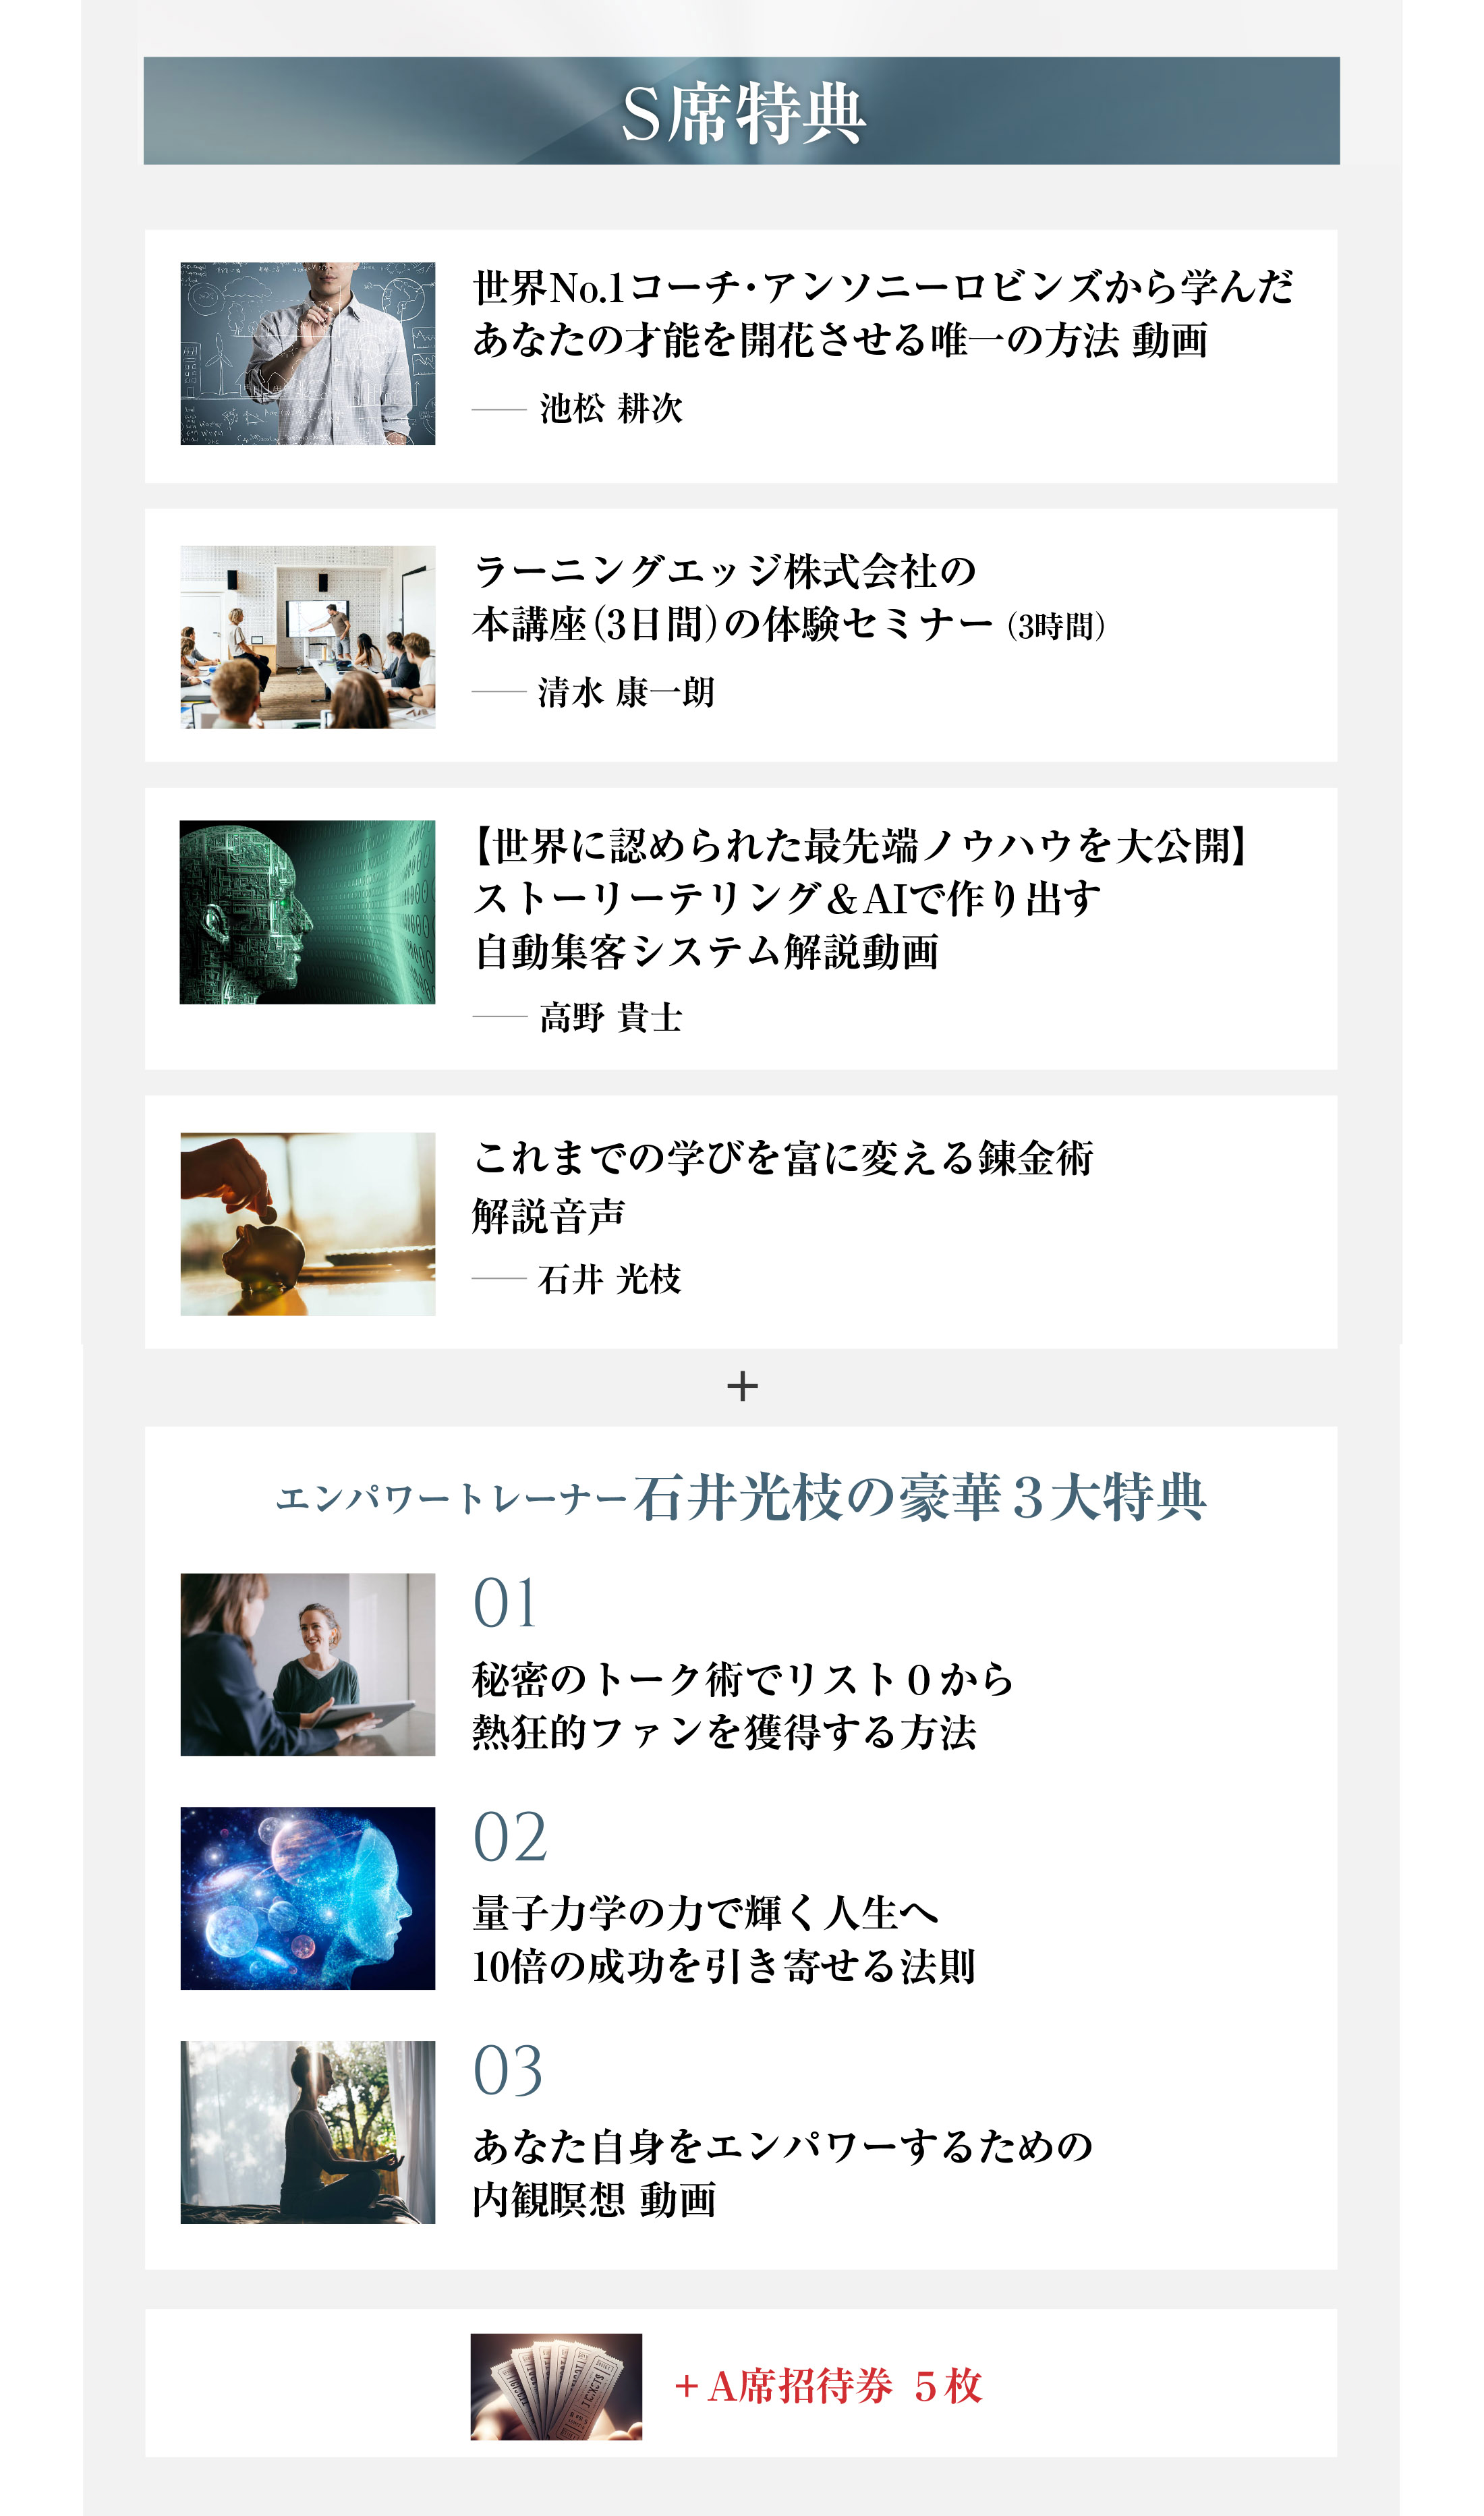 S席特典
世界No.1コーチ・アンソニーロビンズから学んだ
あなたの才能を開花させる唯一の方法 動画
池松 耕次
ラーニングエッジ株式会社の
本講座（3日間）の体験セミナー（3時間）
清水 康一朗
【世界に認められた最先端ノウハウを大公開】
ストーリーテリング＆AIで作り出す
自動集客システム解説動画
高野 貴士
これまでの学びを富に変える錬金術
解説音声
石井 光枝
+
エンパワートレーナー石井光枝の豪華３大特典
01
秘密のトーク術でリスト０から
熱狂的ファンを獲得する方法
02
量子力学の力で輝く人生へ
10倍の成功を引き寄せる法則
03
あなた自身をエンパワーするための
内観瞑想 動画
+A席招待券 ５枚